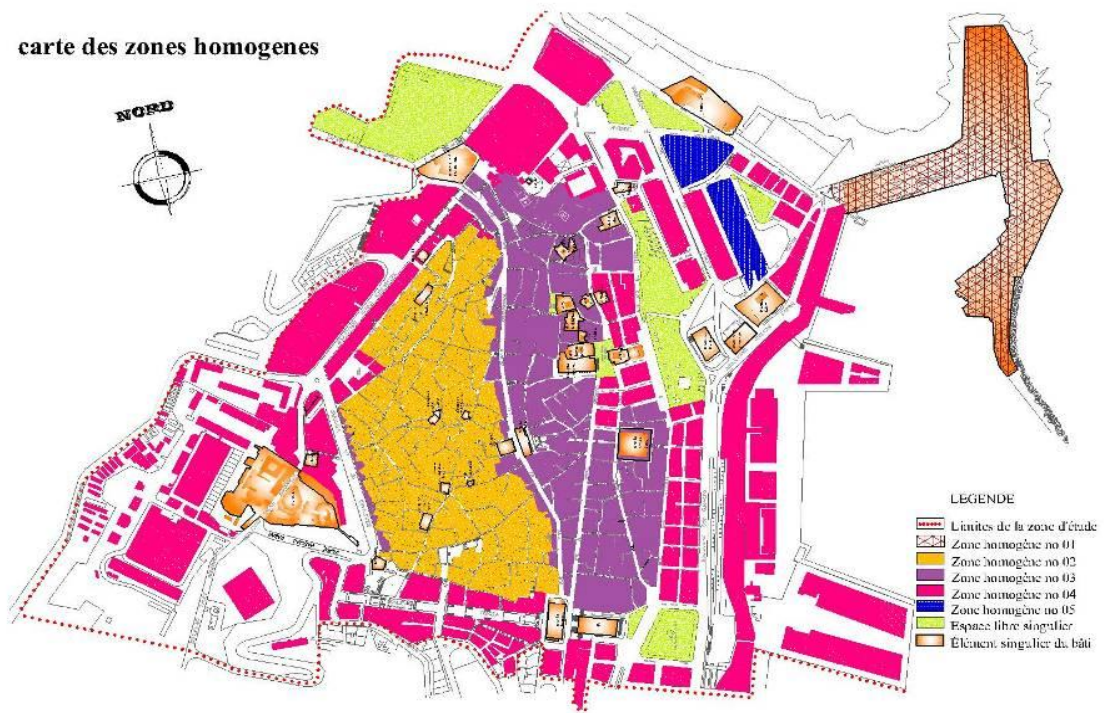 carte des zones homogenes
NORD
LEGENDE
Limites de la zone d'étude
Zone homogène no 01
Zone homogène no 02
Zone homogène no 03
Zone homogène no 04
Zone homogène no 05
Espace libre singulier
Élément singulier du bâti